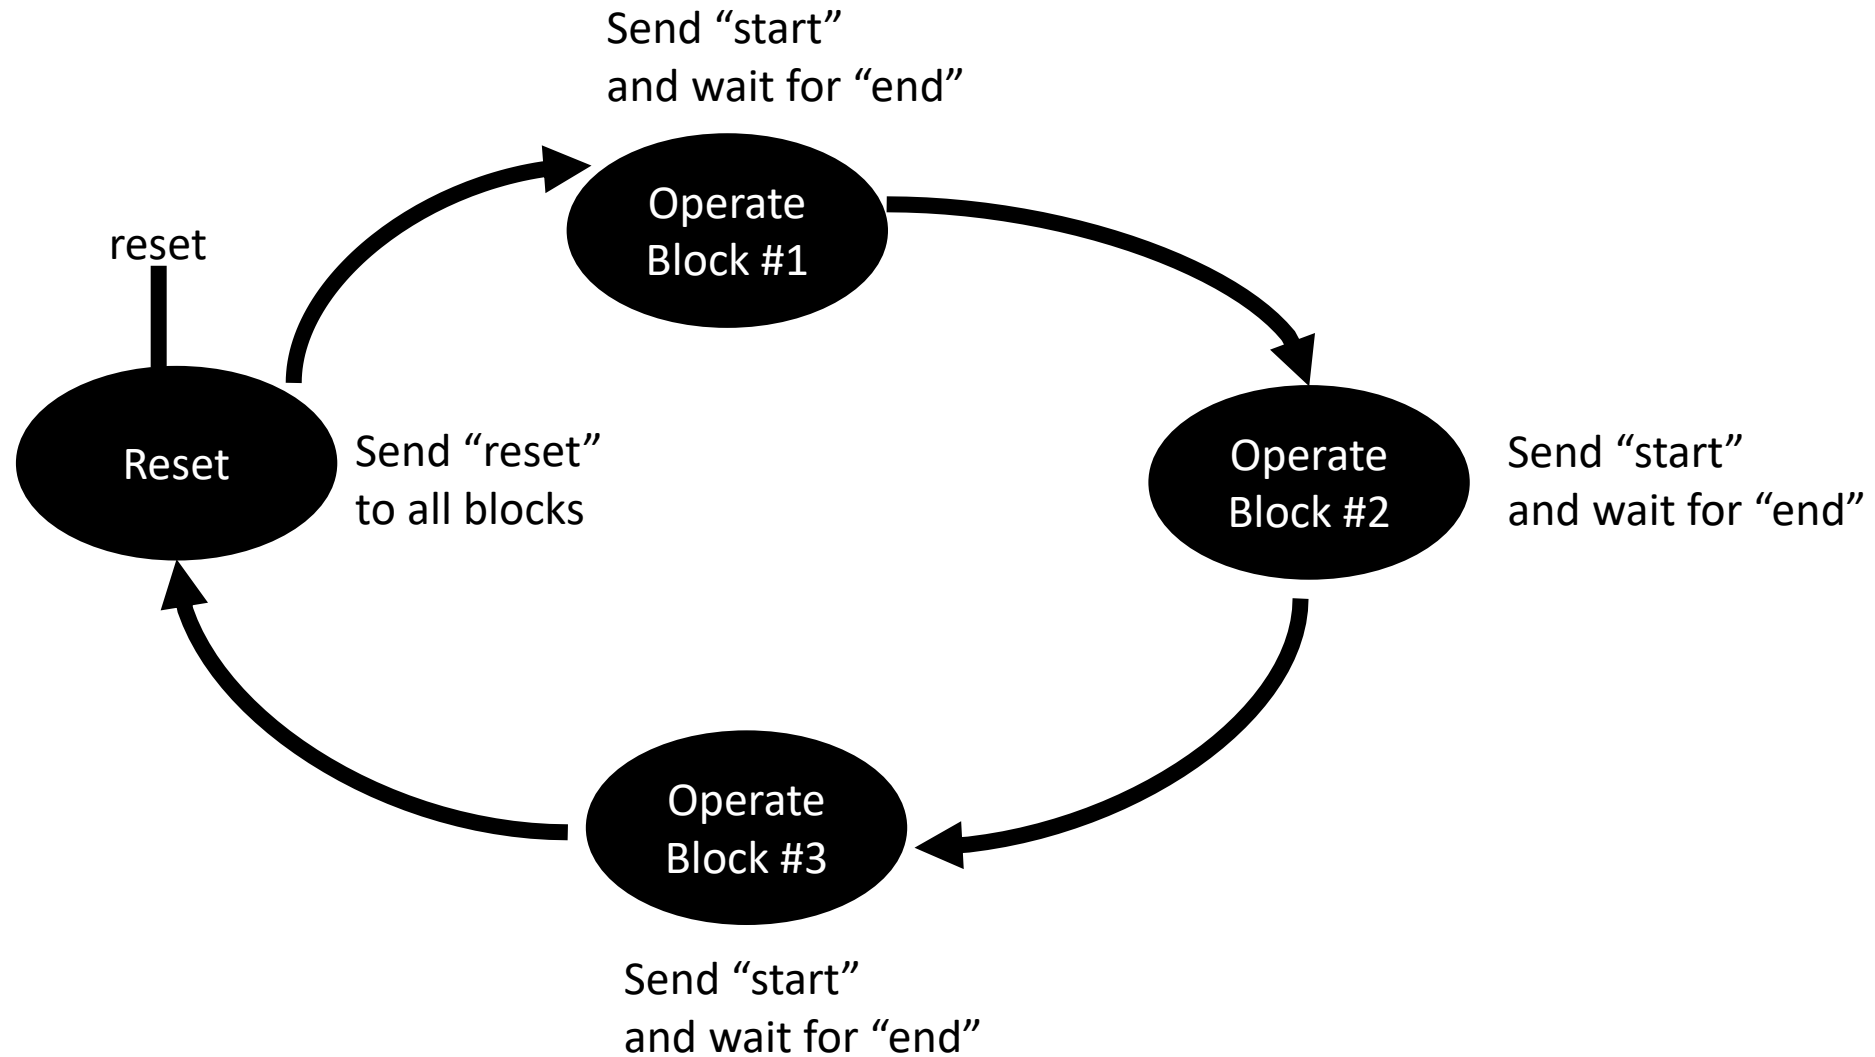 Send “start”
and wait for “end”
Operate
Block #1
reset
Reset
Send “reset”
to all blocks
Operate
Block #2
Send “start”
and wait for “end”
Operate
Block #3
Send “start”
and wait for “end”